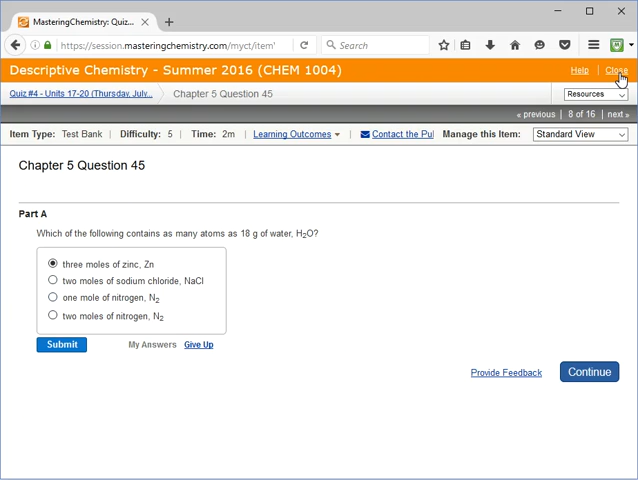 MasteringChemistry: Quiz...
https://session.masteringchemistry.com/myct/item'
Search
Descriptive Chemistry - Summer 2016 (CHEM 1004)
Help | Close
Quiz #4 - Units 17-20 (Thursday, July...
Chapter 5 Question 45
Resources
« previous | 8 of 16 | next »
Item Type: Test Bank | Difficulty: 5 | Time: 2m | Learning Outcomes | Contact the Pul Manage this Item: Standard View
Chapter 5 Question 45
Part A
Which of the following contains as many atoms as 18 g of water, H₂O?
three moles of zinc, Zn
two moles of sodium chloride, NaCl
one mole of nitrogen, N₂
two moles of nitrogen, N₂
Submit My Answers Give Up
Provide Feedback Continue